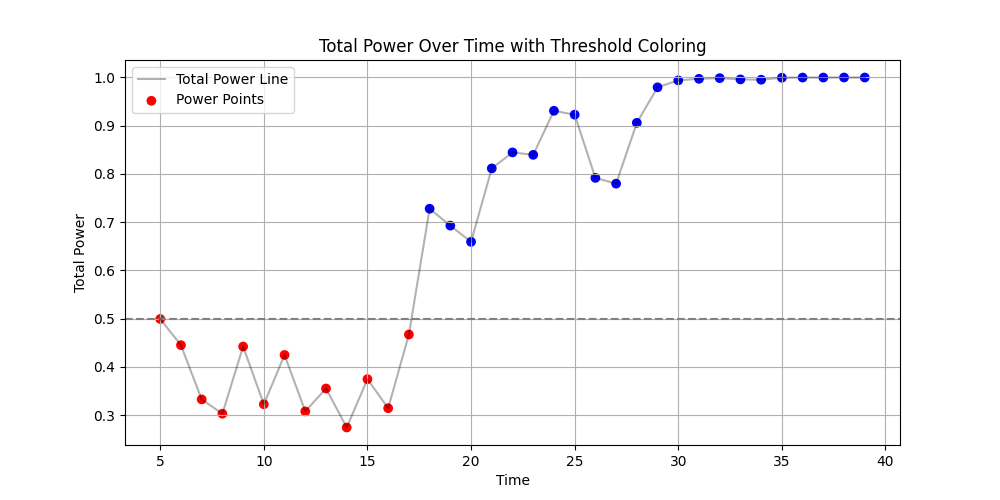 Total Power Over Time with Threshold Coloring
Total Power Line
Power Points
Total Power
1.0
0.9
0.8
0.7
0.6
0.5
0.4
0.3
5 10 15 20 25 30 35 40
Time